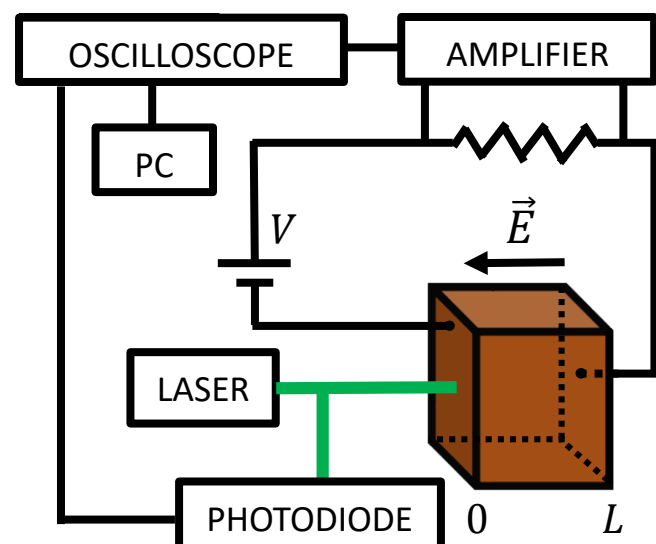 OSCILLOSCOPE
AMPLIFIER
PC
V
E⃗
LASER
PHOTODIODE
0
L